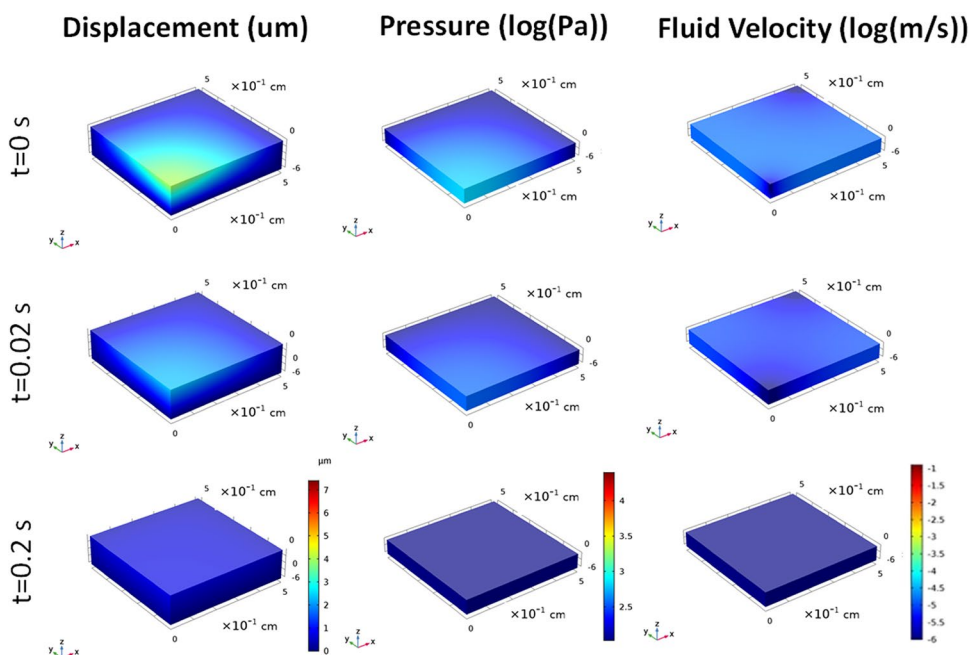 Displacement (um) Pressure (log(Pa)) Fluid Velocity (log(m/s))
t=0 s
5 ×10⁻¹ cm 0 -6 5 ×10⁻¹ cm 0 z y x
5 ×10⁻¹ cm 0 -6 5 ×10⁻¹ cm 0 z y x
5 ×10⁻¹ cm 0 -6 5 ×10⁻¹ cm 0 z y x
t=0.02 s
5 ×10⁻¹ cm 0 0 -6 5 ×10⁻¹ cm 0 z y x
5 ×10⁻¹ cm 0 -6 5 ×10⁻¹ cm 0 z y x
5 ×10⁻¹ cm 0 -6 5 ×10⁻¹ cm 0 z y x
t=0.2 s
5 ×10⁻¹ cm 0 -6 5 ×10⁻¹ cm 0 z y x
µm 7 6 5 4 3 2 1 0
5 ×10⁻¹ cm 0 -6 5 ×10⁻¹ cm 0 z y x
4 3.5 3 2.5
5 ×10⁻¹ cm 0 -6 5 ×10⁻¹ cm 0 z y x
-1 -1.5 -2 -2.5 -3 -3.5 -4 -4.5 -5 -5.5 -6